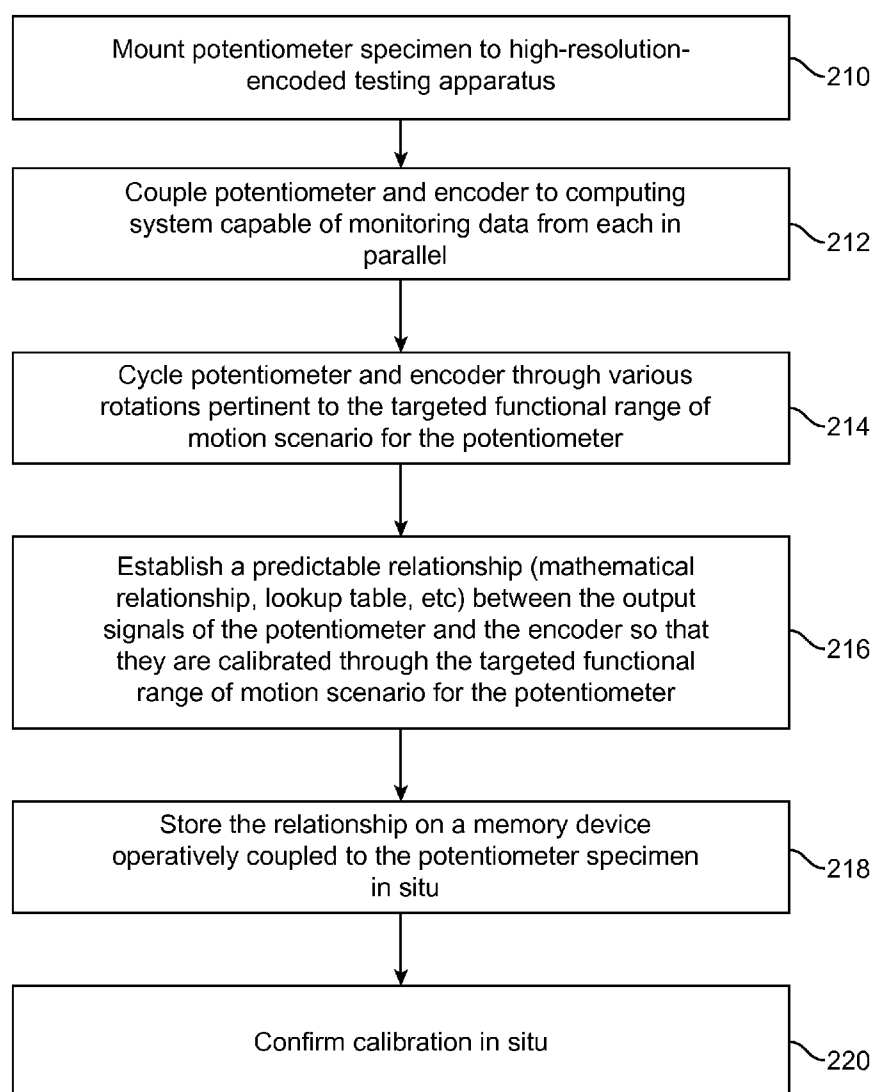 Mount potentiometer specimen to high-resolution-
encoded testing apparatus
210
Couple potentiometer and encoder to computing
system capable of monitoring data from each in
parallel
212
Cycle potentiometer and encoder through various
rotations pertinent to the targeted functional range of
motion scenario for the potentiometer
214
Establish a predictable relationship (mathematical
relationship, lookup table, etc) between the output
signals of the potentiometer and the encoder so that
they are calibrated through the targeted functional
range of motion scenario for the potentiometer
216
Store the relationship on a memory device
operatively coupled to the potentiometer specimen
in situ
218
Confirm calibration in situ
220